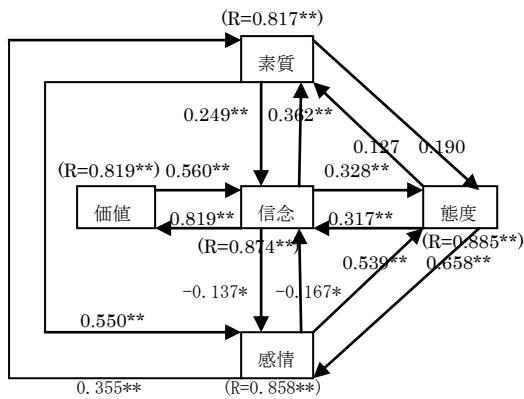 (R=0.817**)
素質
0.249** 0.362**
0.127 0.190
(R=0.819**) 0.560** 0.328**
価値 信念 態度
0.819** 0.317**
(R=0.874**) (R=0.885**)
0.539** 0.658**
-0.137* -0.167*
0.550**
感情
0.355** (R=0.858**)